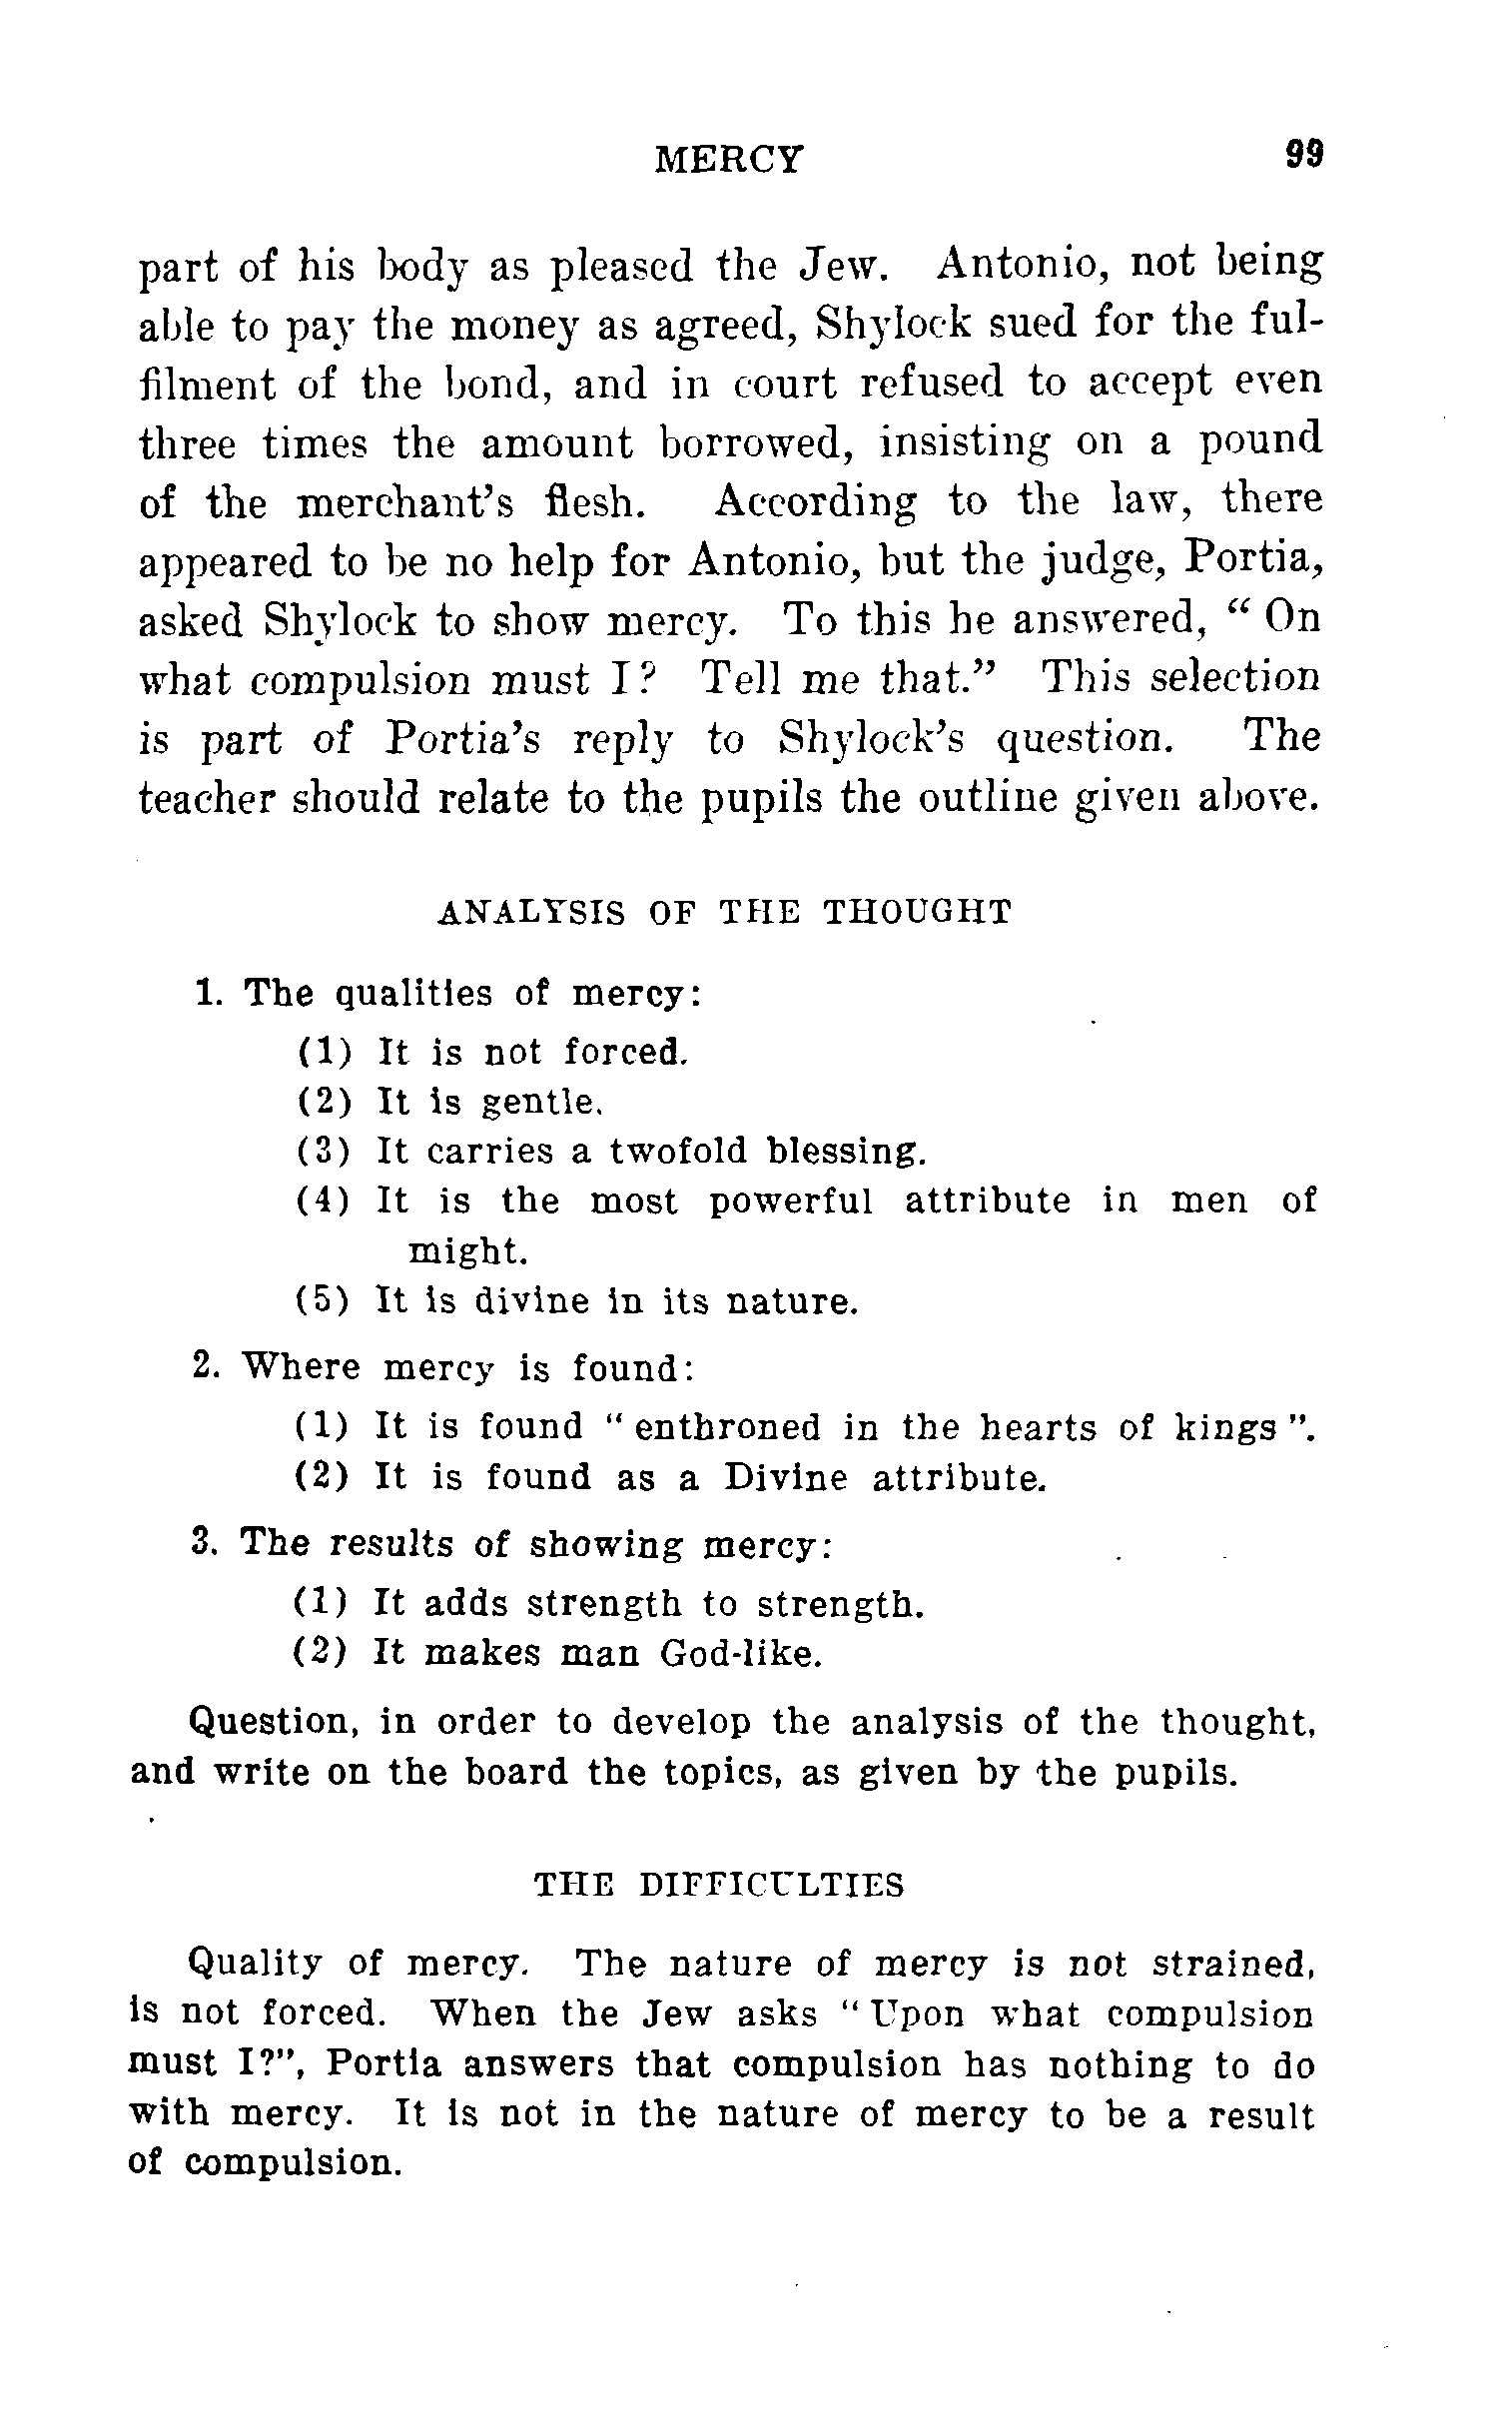 MERCY 99
part of his body as pleased the Jew. Antonio, not being
able to pay the money as agreed, Shylock sued for the ful-
filment of the bond, and in court refused to accept even
three times the amount borrowed, insisting on a pound
of the merchant's flesh. According to the law, there
appeared to be no help for Antonio, but the judge, Portia,
asked Shylock to show mercy. To this he answered, “ On
what compulsion must I? Tell me that.” This selection
is part of Portia's reply to Shylock's question. The
teacher should relate to the pupils the outline given above.
ANALYSIS OF THE THOUGHT
1. The qualities of mercy:
(1) It is not forced.
(2) It is gentle.
(3) It carries a twofold blessing.
(4) It is the most powerful attribute in men of
might.
(5) It is divine in its nature.
2. Where mercy is found:
(1) It is found “ enthroned in the hearts of kings ”.
(2) It is found as a Divine attribute.
3. The results of showing mercy:
(1) It adds strength to strength.
(2) It makes man God-like.
Question, in order to develop the analysis of the thought,
and write on the board the topics, as given by the pupils.
THE DIFFICULTIES
Quality of mercy. The nature of mercy is not strained,
is not forced. When the Jew asks “ Upon what compulsion
must I?”, Portia answers that compulsion has nothing to do
with mercy. It is not in the nature of mercy to be a result
of compulsion.